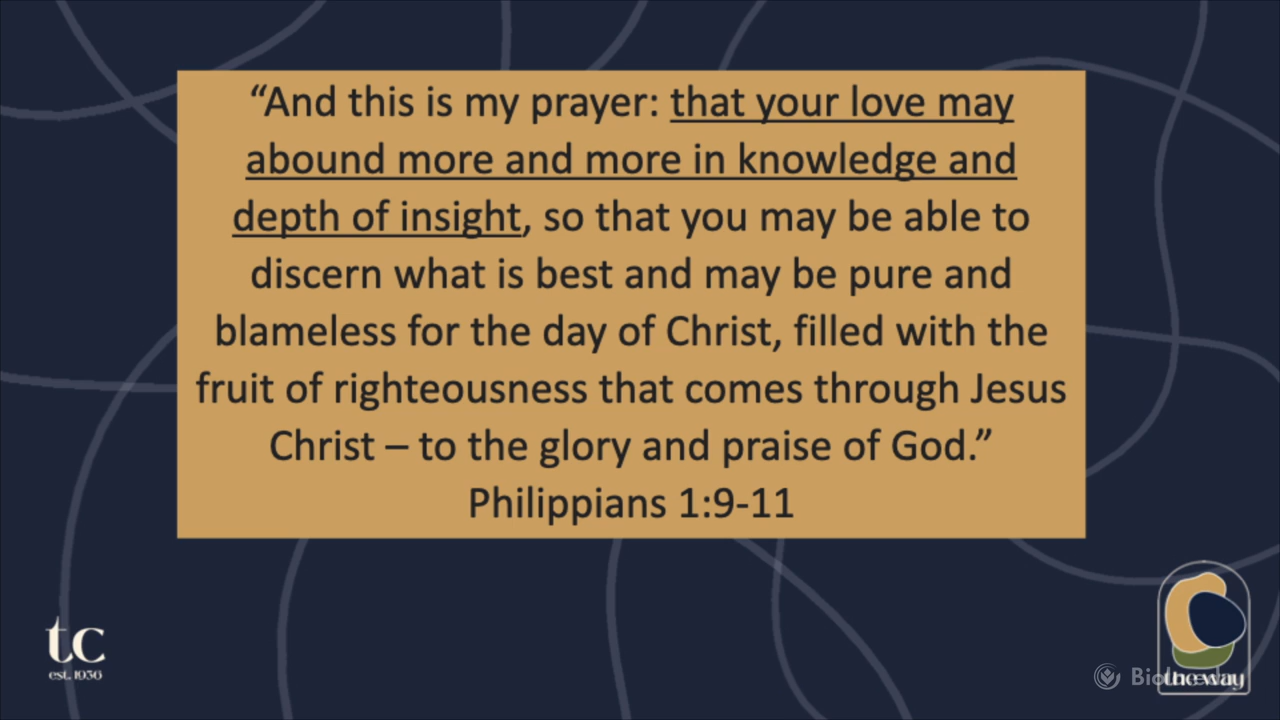 “And this is my prayer: that your love may
abound more and more in knowledge and
depth of insight, so that you may be able to
discern what is best and may be pure and
blameless for the day of Christ, filled with the
fruit of righteousness that comes through Jesus
Christ – to the glory and praise of God.”
Philippians 1:9-11
tc
est. 1936
the way